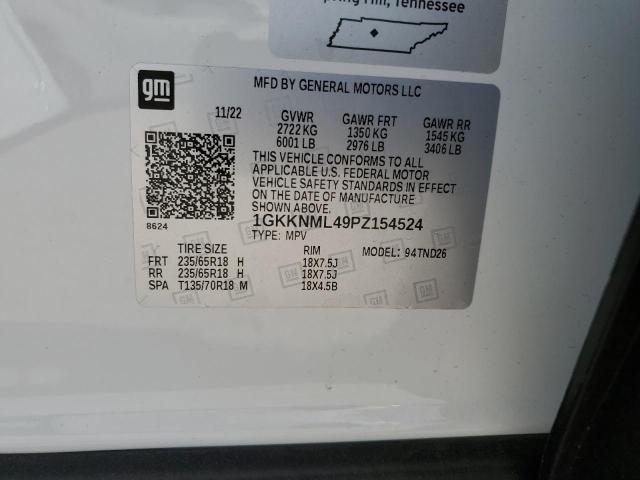 Spring Hill, Tennessee
gm
MFD BY GENERAL MOTORS LLC
11/22 GVWR GAWR FRT GAWR RR
2722 KG 1350 KG 1545 KG
6001 LB 2976 LB 3406 LB
THIS VEHICLE CONFORMS TO ALL
APPLICABLE U.S. FEDERAL MOTOR
VEHICLE SAFETY STANDARDS IN EFFECT
ON THE DATE OF MANUFACTURE
SHOWN ABOVE.
1GKKNML49PZ154524
8624
TYPE: MPV
TIRE SIZE RIM MODEL: 94TND26
FRT 235/65R18 H 18X7.5J
RR 235/65R18 H 18X7.5J
SPA T135/70R18 M 18X4.5B